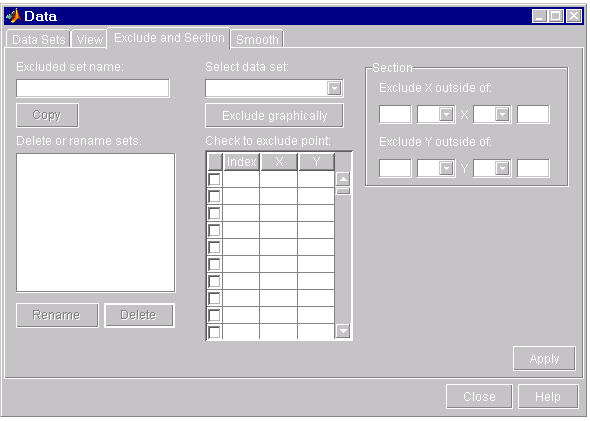 Data
Data Sets View Exclude and Section Smooth
Excluded set name:
Copy
Delete or rename sets:
Rename Delete
Select data set:
Exclude graphically
Check to exclude point:
Index X Y
Section
Exclude X outside of:
X
Exclude Y outside of:
Y
Apply
Close Help